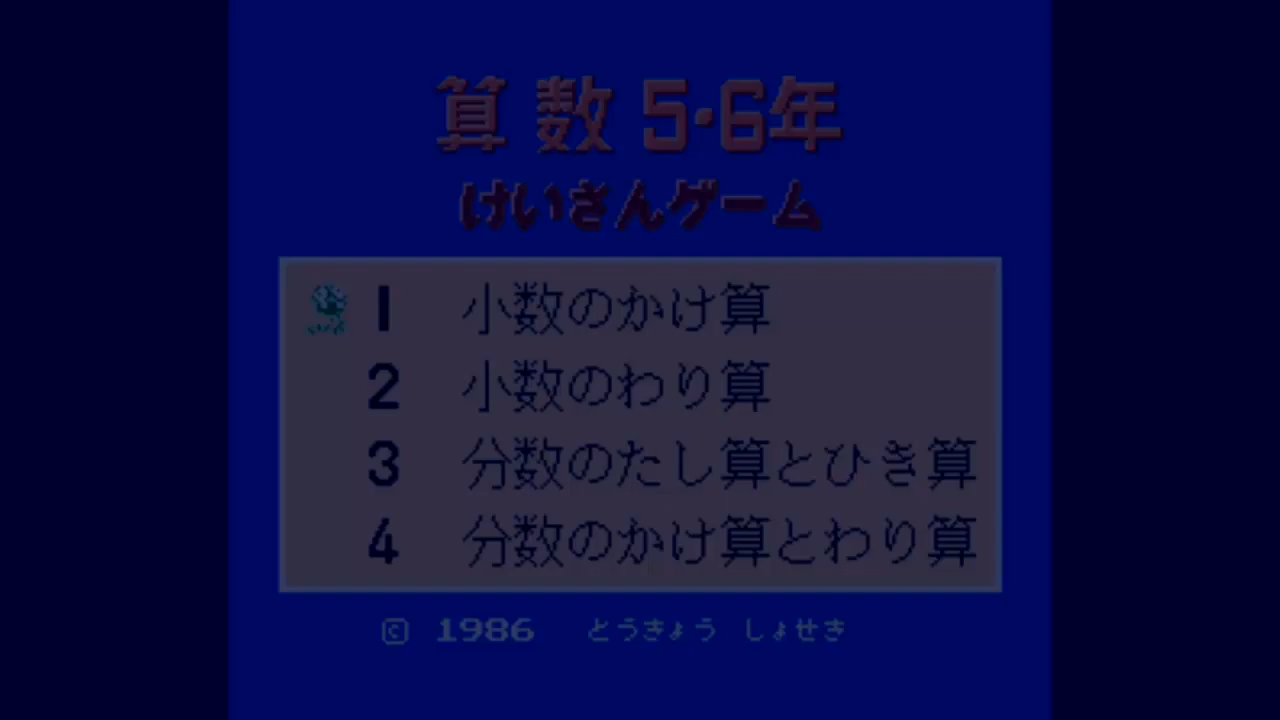 算数 5・6年
けいさんゲーム
1 小数のかけ算
2 小数のわり算
3 分数のたし算とひき算
4 分数のかけ算とわり算
© 1986 とうきょう しょせき